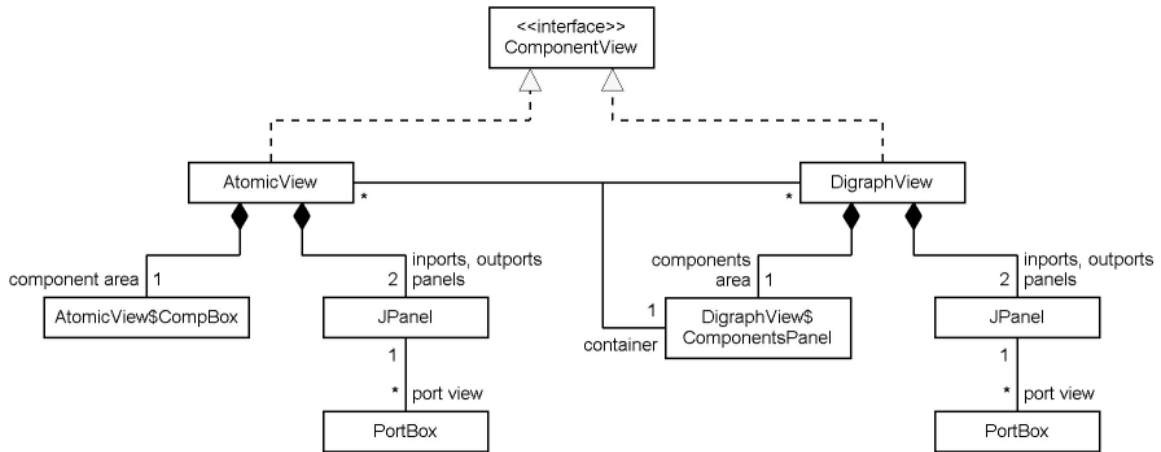 <<interface>>
ComponentView
AtomicView
DigraphView
*
*
component area
1
2
inports, outports
panels
components
area
1
2
inports, outports
panels
AtomicView$CompBox
JPanel
1
container
DigraphView$
ComponentsPanel
JPanel
1
*
port view
1
*
port view
PortBox
PortBox